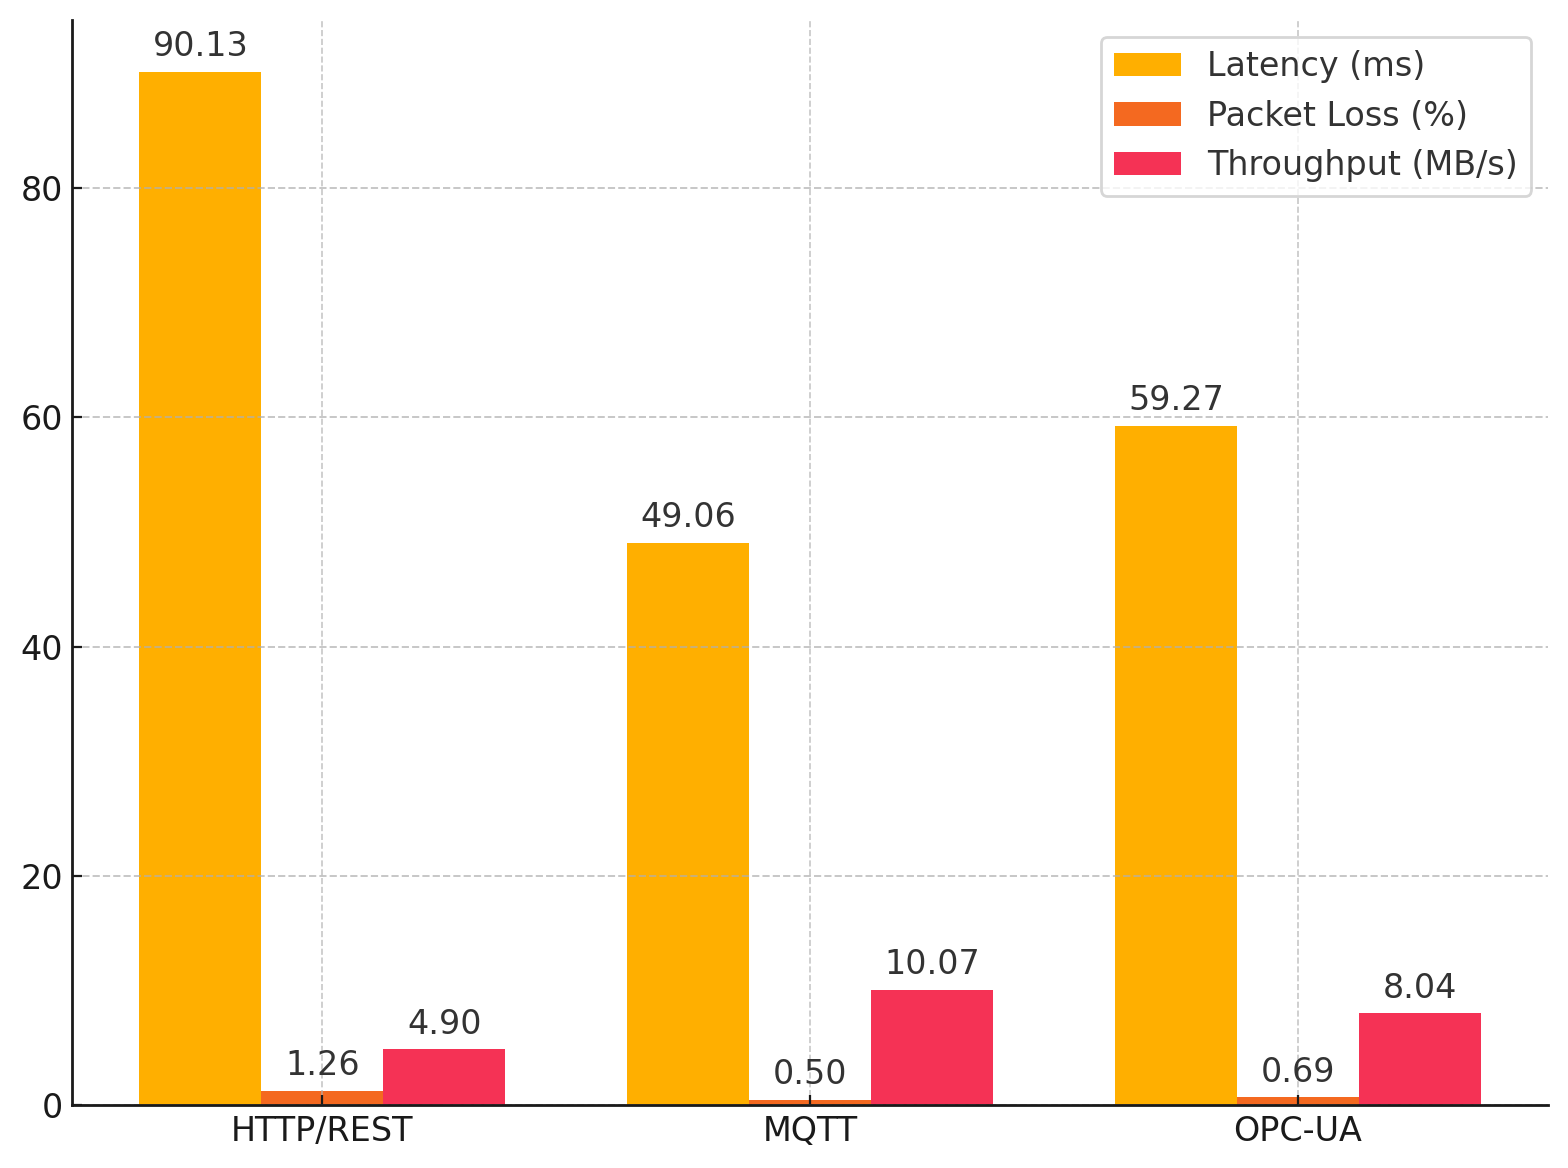 90.13
Latency (ms)
Packet Loss (%)
Throughput (MB/s)
80
60
59.27
49.06
40
20
10.07
8.04
4.90
1.26
0.50
0.69
0
HTTP/REST
MQTT
OPC-UA